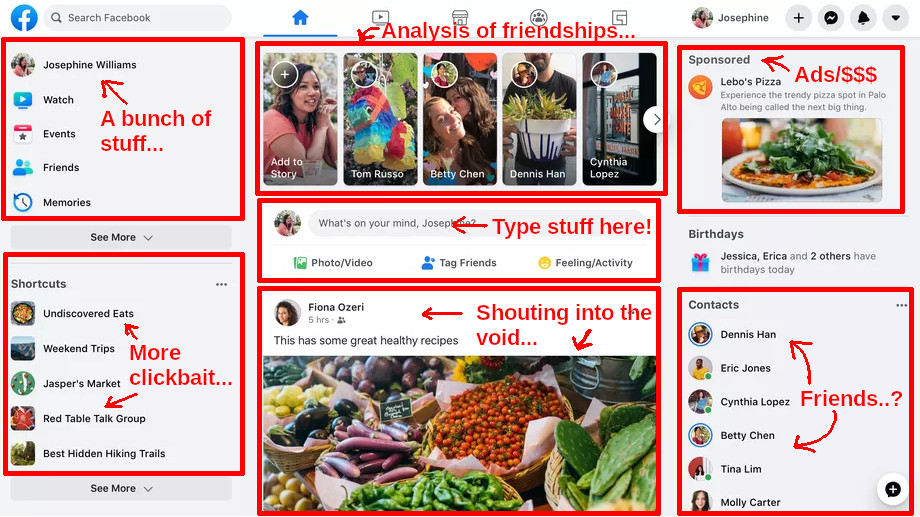 Search Facebook
Josephine
Josephine Williams
Watch
Events
Friends
Memories
See More
A bunch of
stuff...
Shortcuts
Undiscovered Eats
Weekend Trips
Jasper's Market
Red Table Talk Group
Best Hidden Hiking Trails
See More
More
clickbait...
Analysis of friendships...
Add to
Story
Tom Russo
Betty Chen
Dennis Han
Cynthia
Lopez
What's on your mind, Josephine?
Type stuff here!
Photo/Video
Tag Friends
Feeling/Activity
Fiona Ozeri
5 hrs ·
This has some great healthy recipes
Shouting into the
void...
Sponsored
Ads/$$$
Lebo's Pizza
Experience the trendy pizza spot in Palo
Alto being called the next big thing.
Birthdays
Jessica, Erica and 2 others have
birthdays today
Contacts
Dennis Han
Eric Jones
Cynthia Lopez
Betty Chen
Tina Lim
Molly Carter
Friends..?